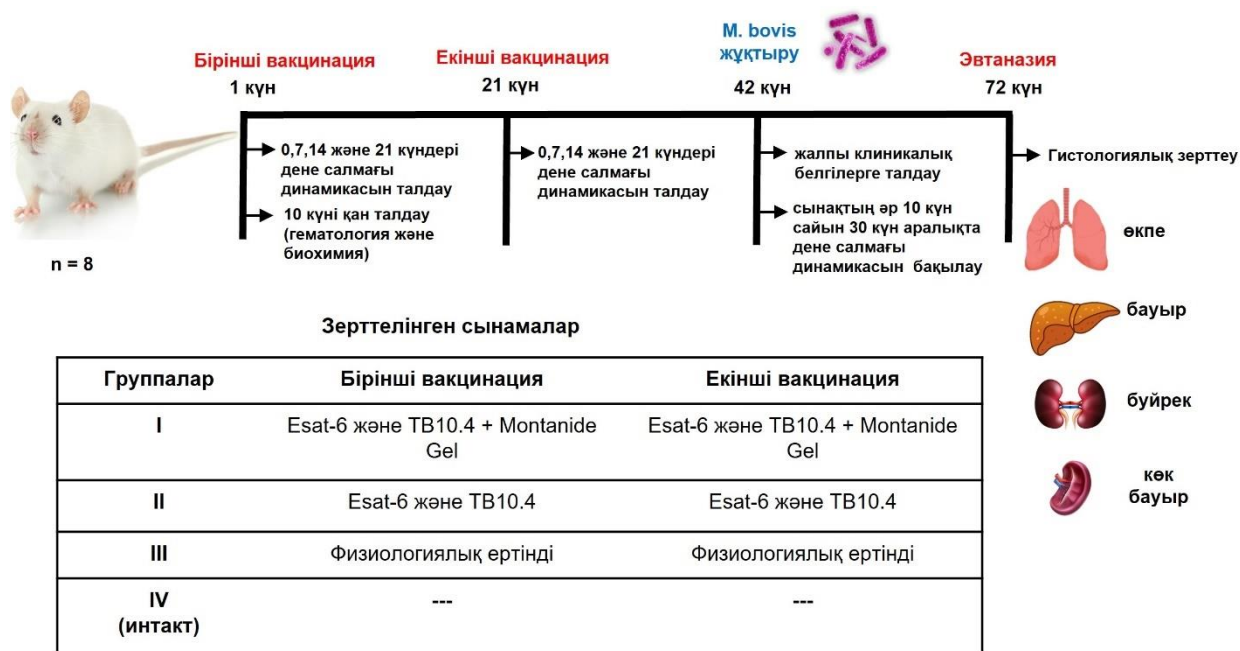 M. bovis
жұқтыру
Бірінші вакцинация
Екінші вакцинация
Эвтаназия
1 күн
21 күн
42 күн
72 күн
0,7,14 және 21 күндері
дене салмағы
динамикасын талдау
10 күні қан талдау
(гематология және
биохимия)
0,7,14 және 21 күндері
дене салмағы
динамикасын талдау
жалпы клиникалық
белгілерге талдау
сынақтың әр 10 күн
сайын 30 күн аралықта
дене салмағы
динамикасын бақылау
Гистологиялық зерттеу
өкпе
бауыр
буйрек
көк
бауыр
n = 8
Зерттелінген сынамалар
Группалар Бірінші вакцинация Екінші вакцинация
I Esat-6 және TB10.4 + Montanide Esat-6 және TB10.4 + Montanide
Gel Gel
II Esat-6 және TB10.4 Esat-6 және TB10.4
III Физиологиялық ертінді Физиологиялық ертінді
IV --- ---
(интакт)